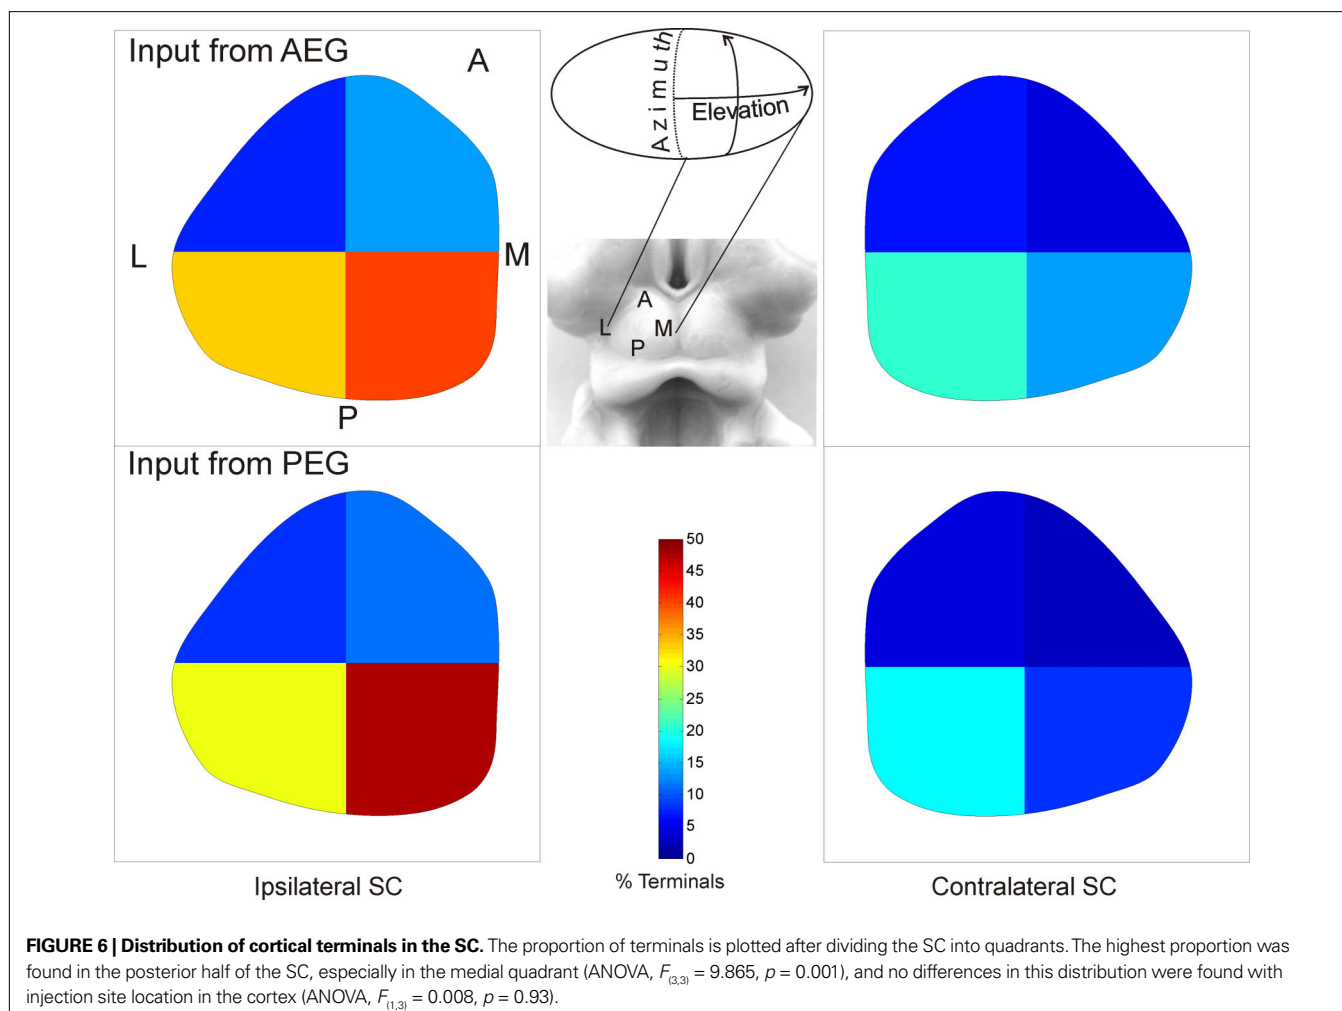 Input from AEG
A
L
M
P
Azimuth
Elevation
A
L
M
P
Input from PEG
50
45
40
35
30
25
20
15
10
5
0
% Terminals
Ipsilateral SC
Contralateral SC
FIGURE 6 | Distribution of cortical terminals in the SC. The proportion of terminals is plotted after dividing the SC into quadrants. The highest proportion was
found in the posterior half of the SC, especially in the medial quadrant (ANOVA, F(3,3) = 9.865, p = 0.001), and no differences in this distribution were found with
injection site location in the cortex (ANOVA, F(1,3) = 0.008, p = 0.93).